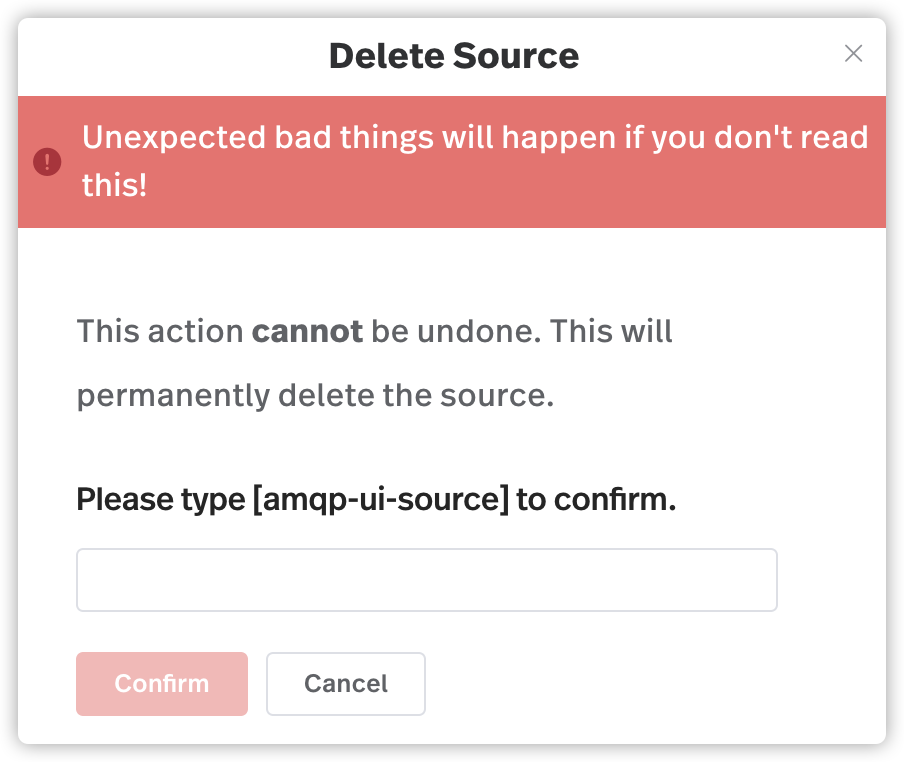 Delete Source
Unexpected bad things will happen if you don't read
this!
This action cannot be undone. This will
permanently delete the source.
Please type [amqp-ui-source] to confirm.
Confirm
Cancel